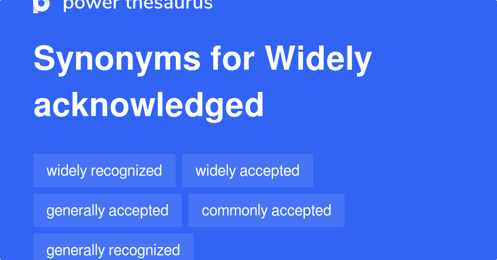 power thesaurus
Synonyms for Widely
acknowledged
widely recognized widely accepted
generally accepted commonly accepted
generally recognized